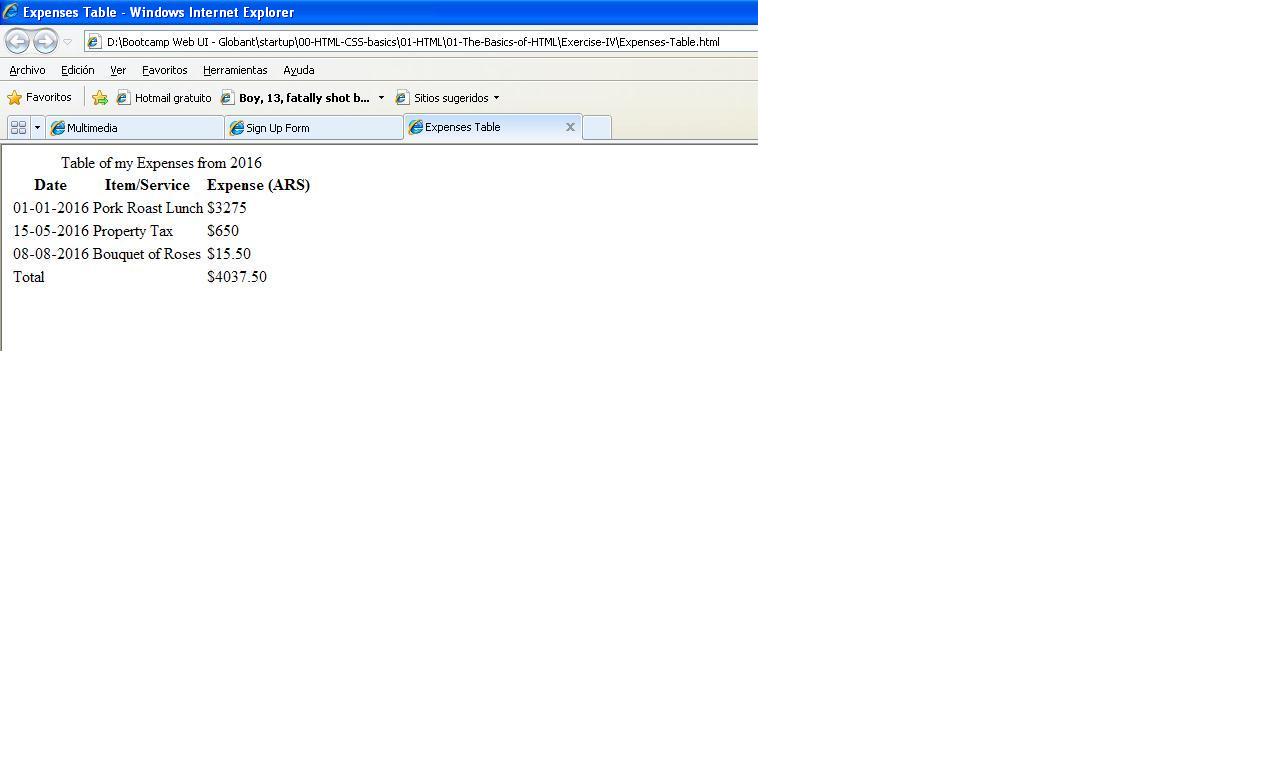 Expenses Table - Windows Internet Explorer
D:\Bootcamp Web UI - Globant\startup\00-HTML-CSS-basics\01-HTML\01-The-Basics-of-HTML\Exercise-IV\Expenses-Table.html
Archivo Edición Ver Favoritos Herramientas Ayuda
Favoritos Hotmail gratuito Boy, 13, fatally shot b... Sitios sugeridos
Multimedia Sign Up Form Expenses Table X
Table of my Expenses from 2016
Date Item/Service Expense (ARS)
01-01-2016 Pork Roast Lunch $3275
15-05-2016 Property Tax $650
08-08-2016 Bouquet of Roses $15.50
Total $4037.50